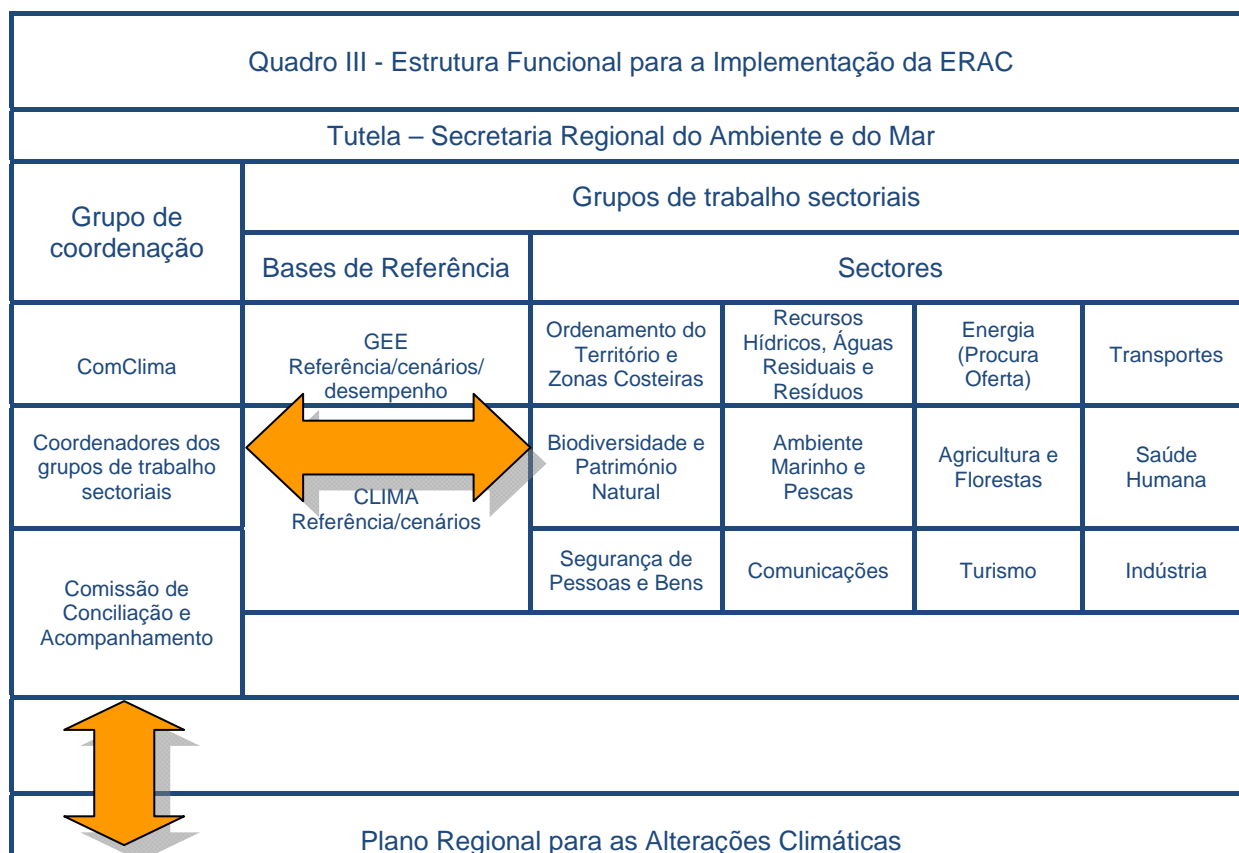 Quadro III - Estrutura Funcional para a Implementação da ERAC
Tutela – Secretaria Regional do Ambiente e do Mar
Grupo de
coordenação
Grupos de trabalho sectoriais
Bases de Referência
Sectores
ComClima
GEE
Referência/cenários/
desempenho
Ordenamento do
Território e
Zonas Costeiras
Recursos
Hídricos, Águas
Residuais e
Resíduos
Energia
(Procura
Oferta)
Transportes
Coordenadores dos
grupos de trabalho
sectoriais
CLIMA
Referência/cenários
Biodiversidade e
Património
Natural
Ambiente
Marinho e
Pescas
Agricultura e
Florestas
Saúde
Humana
Comissão de
Conciliação e
Acompanhamento
Segurança de
Pessoas e Bens
Comunicações
Turismo
Indústria
Plano Regional para as Alterações Climáticas